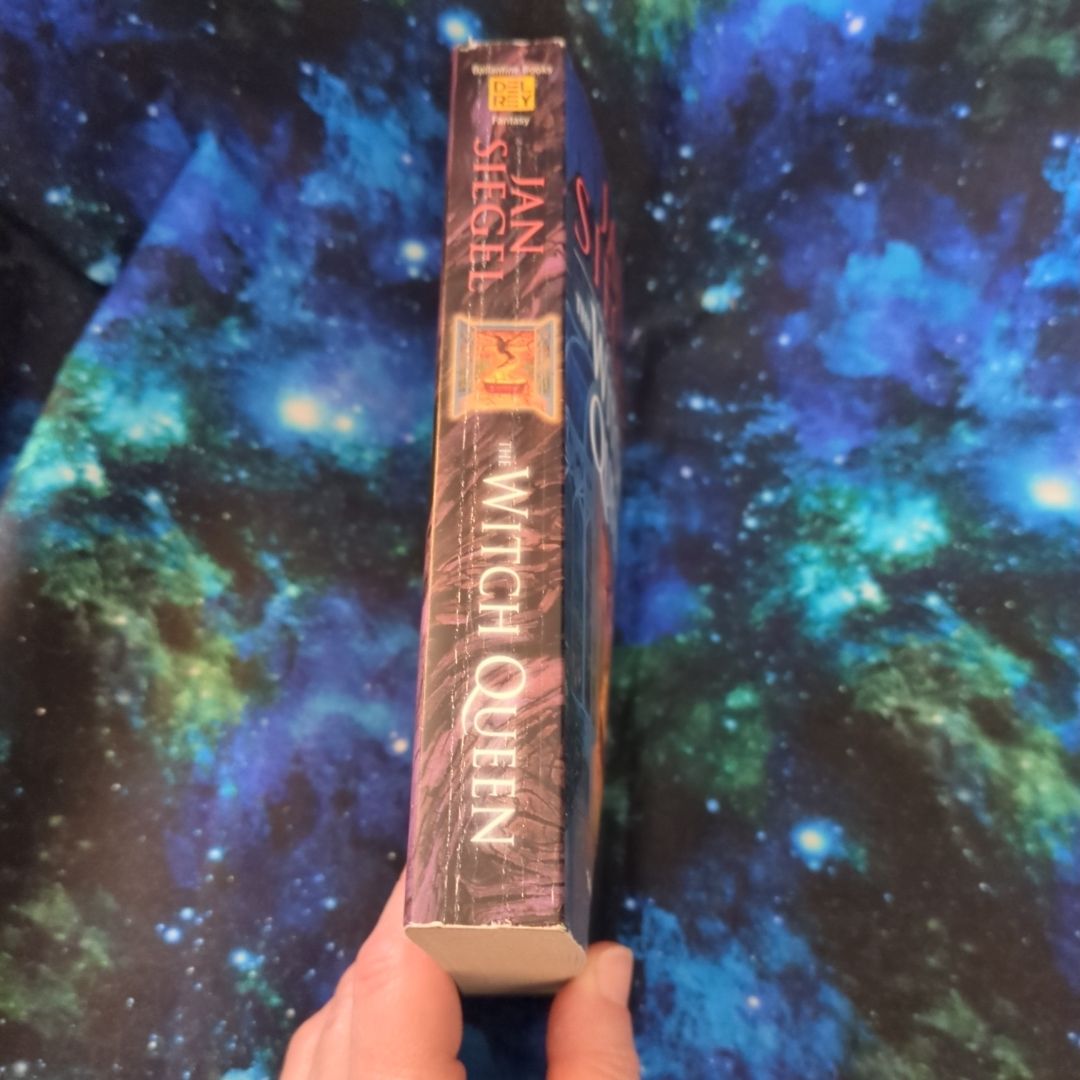 Ballantine Books
DEL
REY
Fantasy
JAN
SIEGEL
THE WITCH QUEEN